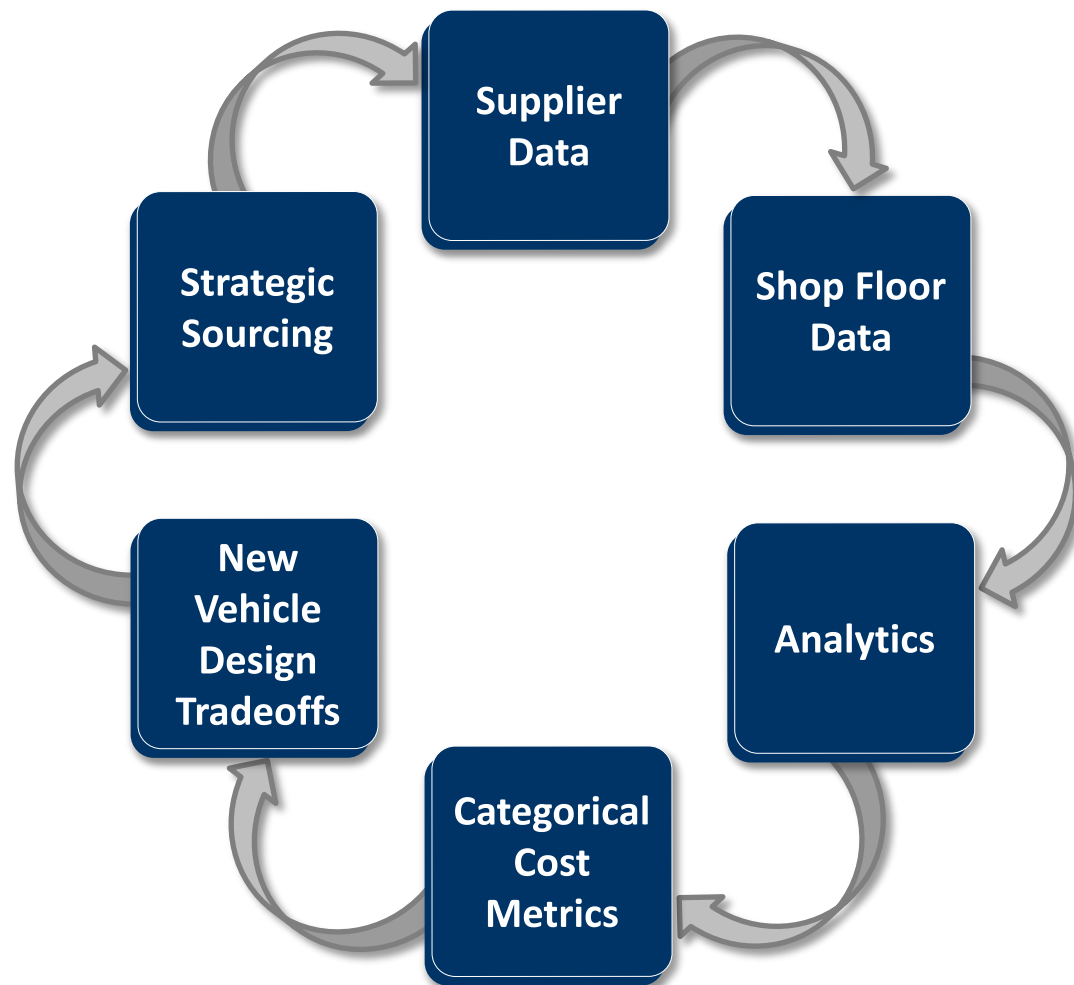 Supplier
Data
Shop Floor
Data
Analytics
Categorical
Cost
Metrics
New
Vehicle
Design
Tradeoffs
Strategic
Sourcing